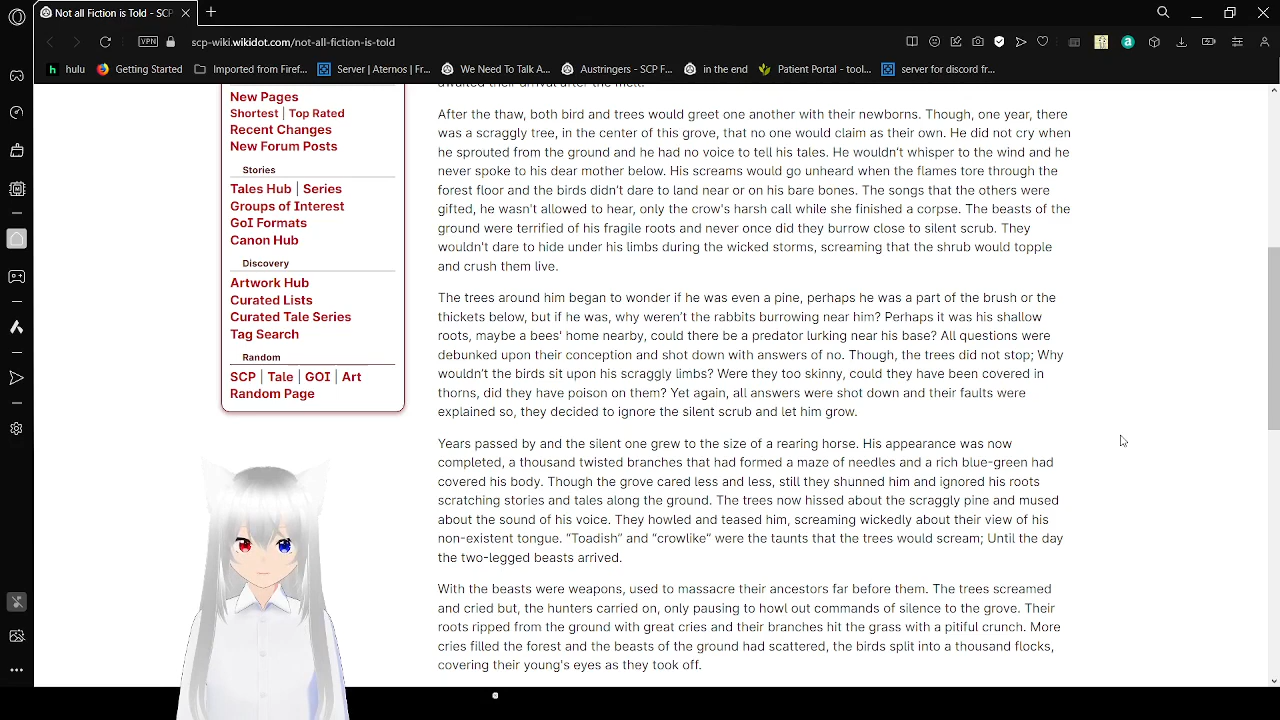 Not all Fiction is Told - SCP
VPN
scp-wiki.wikidot.com/not-all-fiction-is-told
hulu
Getting Started
Imported from Firef...
Server | Aternos | Fr...
We Need To Talk A...
Austringers - SCP F...
in the end
Patient Portal - tool...
server for discord fr...
New Pages
Shortest | Top Rated
Recent Changes
New Forum Posts
Stories
Tales Hub | Series
Groups of Interest
GoI Formats
Canon Hub
Discovery
Artwork Hub
Curated Lists
Curated Tale Series
Tag Search
Random
SCP | Tale | GOI | Art
Random Page
awaited their arrival after the melt.
After the thaw, both bird and trees would greet one another with their newborns. Though, one year, there
was a scraggly tree, in the center of this grove, that no one would claim as their own. He did not cry when
he sprouted from the ground and he had no voice to tell his tales. He wouldn't whisper to the wind and he
never spoke to his dear mother below. His screams would go unheard when the flames tore through the
forest floor and the birds didn't dare to land near or on his bare bones. The songs that the others were
gifted, he wasn't allowed to hear, only the crow's harsh call while she finished a corpse. The beasts of the
ground were terrified of his fragile roots and never once did they burrow close to silent scrub. They
wouldn't dare to hide under his limbs during the wicked storms, screaming that the shrub would topple
and crush them live.
The trees around him began to wonder if he was even a pine, perhaps he was a part of the brush or the
thickets below, but if he was, why weren't the rabbits burrowing near him? Perhaps it was his shallow
roots, maybe a bees' home nearby, could there be a predator lurking near his base? All questions were
debunked upon their conception and shot down with answers of no. Though, the trees did not stop; Why
wouldn't the birds sit upon his scraggly limbs? Were they too skinny, could they have been covered in
thorns, did they have poison on them? Yet again, all answers were shot down and their faults were
explained so, they decided to ignore the silent scrub and let him grow.
Years passed by and the silent one grew to the size of a rearing horse. His appearance was now
completed, a thousand twisted branches that had formed a maze of needles and a rich blue-green had
covered his body. Though the grove cared less and less, still they shunned him and ignored his roots
scratching stories and tales along the ground. The trees now hissed about the scraggly pine and mused
about the sound of his voice. They howled and teased him, screaming wickedly about their view of his
non-existent tongue. "Toadish" and "crowlike" were the taunts that the trees would scream; Until the day
the two-legged beasts arrived.
With the beasts were weapons, used to massacre their ancestors far before them. The trees screamed
and cried but, the hunters carried on, only pausing to howl out commands of silence to the grove. Their
roots ripped from the ground with great cries and their branches hit the grass with a pitiful crunch. More
cries filled the forest and the beasts of the ground had scattered, the birds split into a thousand flocks,
covering their young's eyes as they took off.